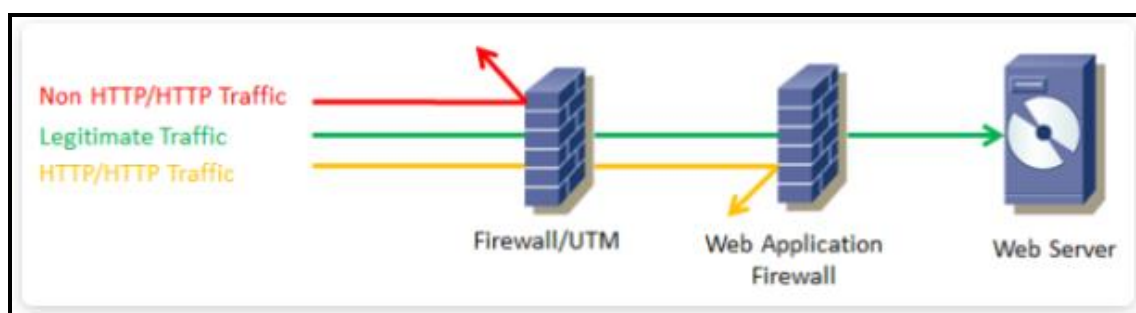 Non HTTP/HTTP Traffic
Legitimate Traffic
HTTP/HTTP Traffic
Firewall/UTM
Web Application
Firewall
Web Server